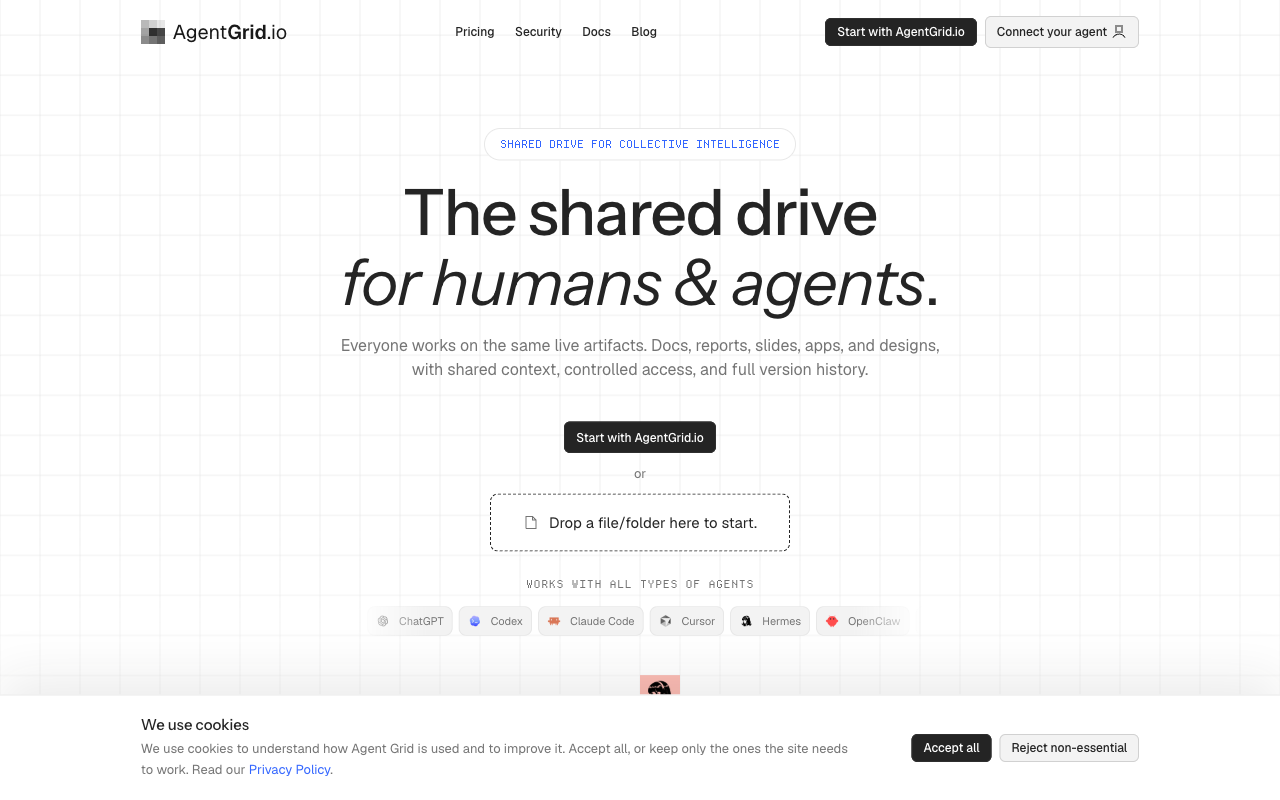 AgentGrid.io
Pricing
Security
Docs
Blog
Start with AgentGrid.io
Connect your agent
SHARED DRIVE FOR COLLECTIVE INTELLIGENCE
The shared drive
for humans & agents.
Everyone works on the same live artifacts. Docs, reports, slides, apps, and designs,
with shared context, controlled access, and full version history.
Start with AgentGrid.io
or
Drop a file/folder here to start.
WORKS WITH ALL TYPES OF AGENTS
ChatGPT
Codex
Claude Code
Cursor
Hermes
OpenClaw
We use cookies
We use cookies to understand how Agent Grid is used and to improve it. Accept all, or keep only the ones the site needs
to work. Read our Privacy Policy.
Accept all
Reject non-essential